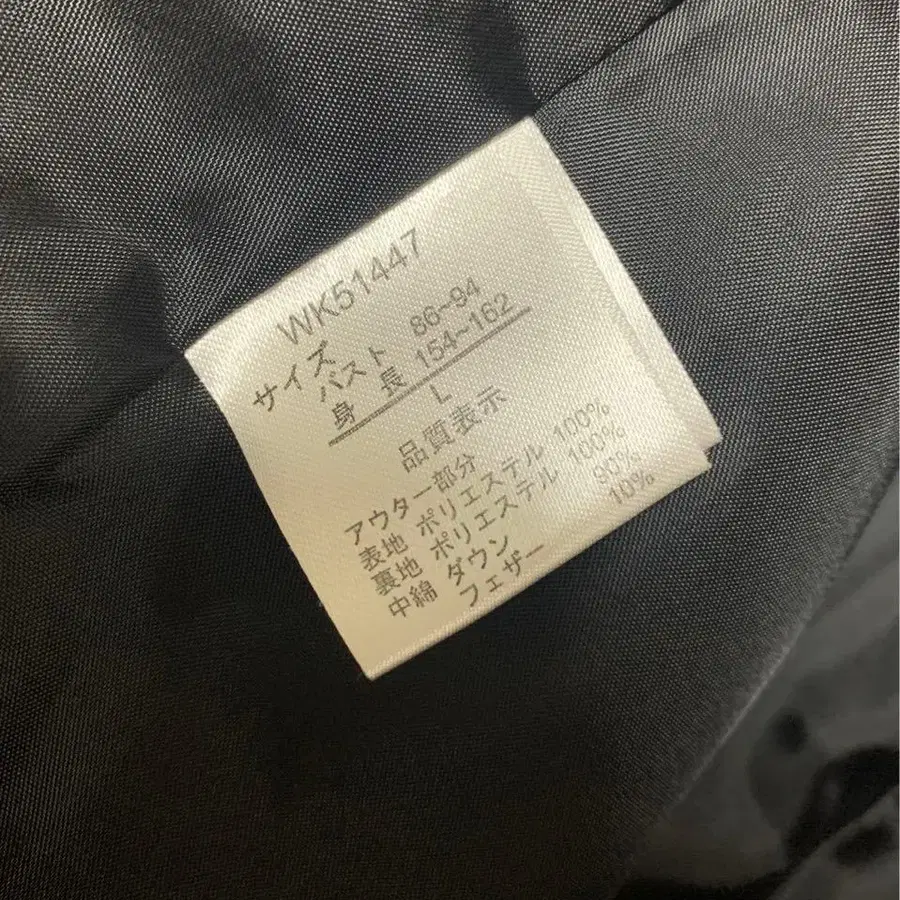 WK51447
サイズ
バスト 86~94
身長 154~162
L
品質表示
アウター部分
表地 ポリエステル 100%
裏地 ポリエステル 100%
中綿 ダウン 90%
フェザー 10%